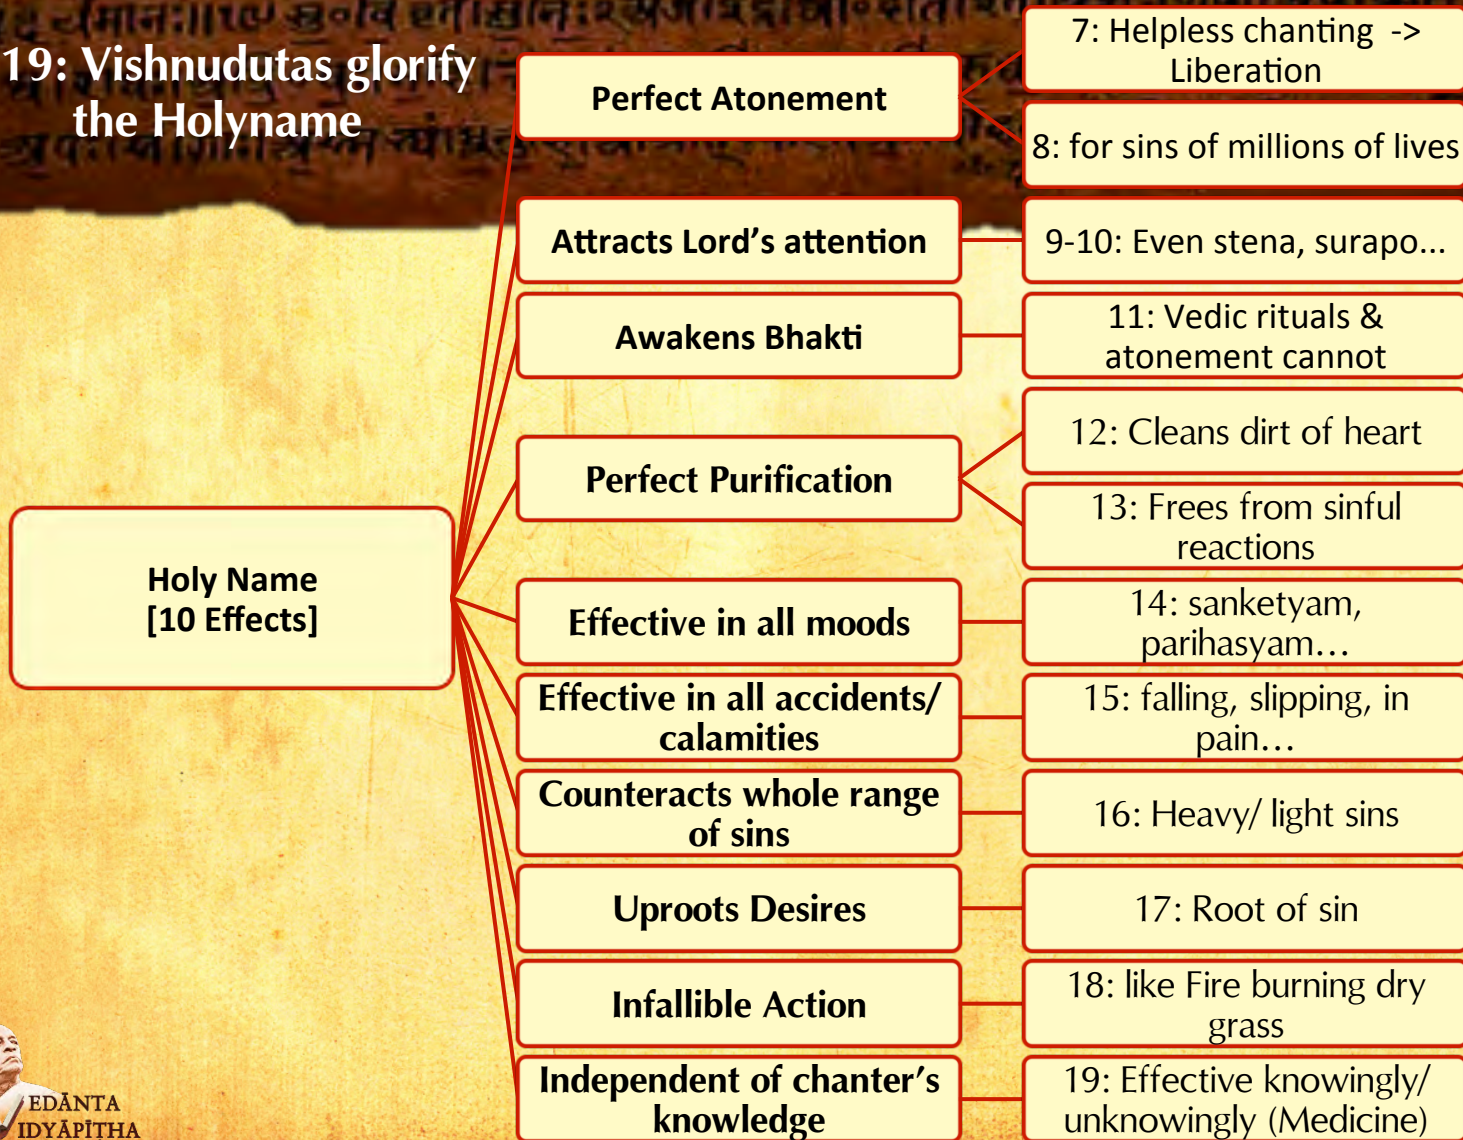 19: Vishnudutas glorify
the Holyname
Holy Name
[10 Effects]
Perfect Atonement
7: Helpless chanting ->
Liberation
8: for sins of millions of lives
Attracts Lord’s attention
9-10: Even stena, surapo...
Awakens Bhakti
11: Vedic rituals &
atonement cannot
Perfect Purification
12: Cleans dirt of heart
13: Frees from sinful
reactions
Effective in all moods
14: sanketyam,
parihasyam…
Effective in all accidents/
calamities
15: falling, slipping, in
pain…
Counteracts whole range
of sins
16: Heavy/ light sins
Uproots Desires
17: Root of sin
Infallible Action
18: like Fire burning dry
grass
Independent of chanter’s
knowledge
19: Effective knowingly/
unknowingly (Medicine)
EDĀNTA
IDYĀPĪṬHA